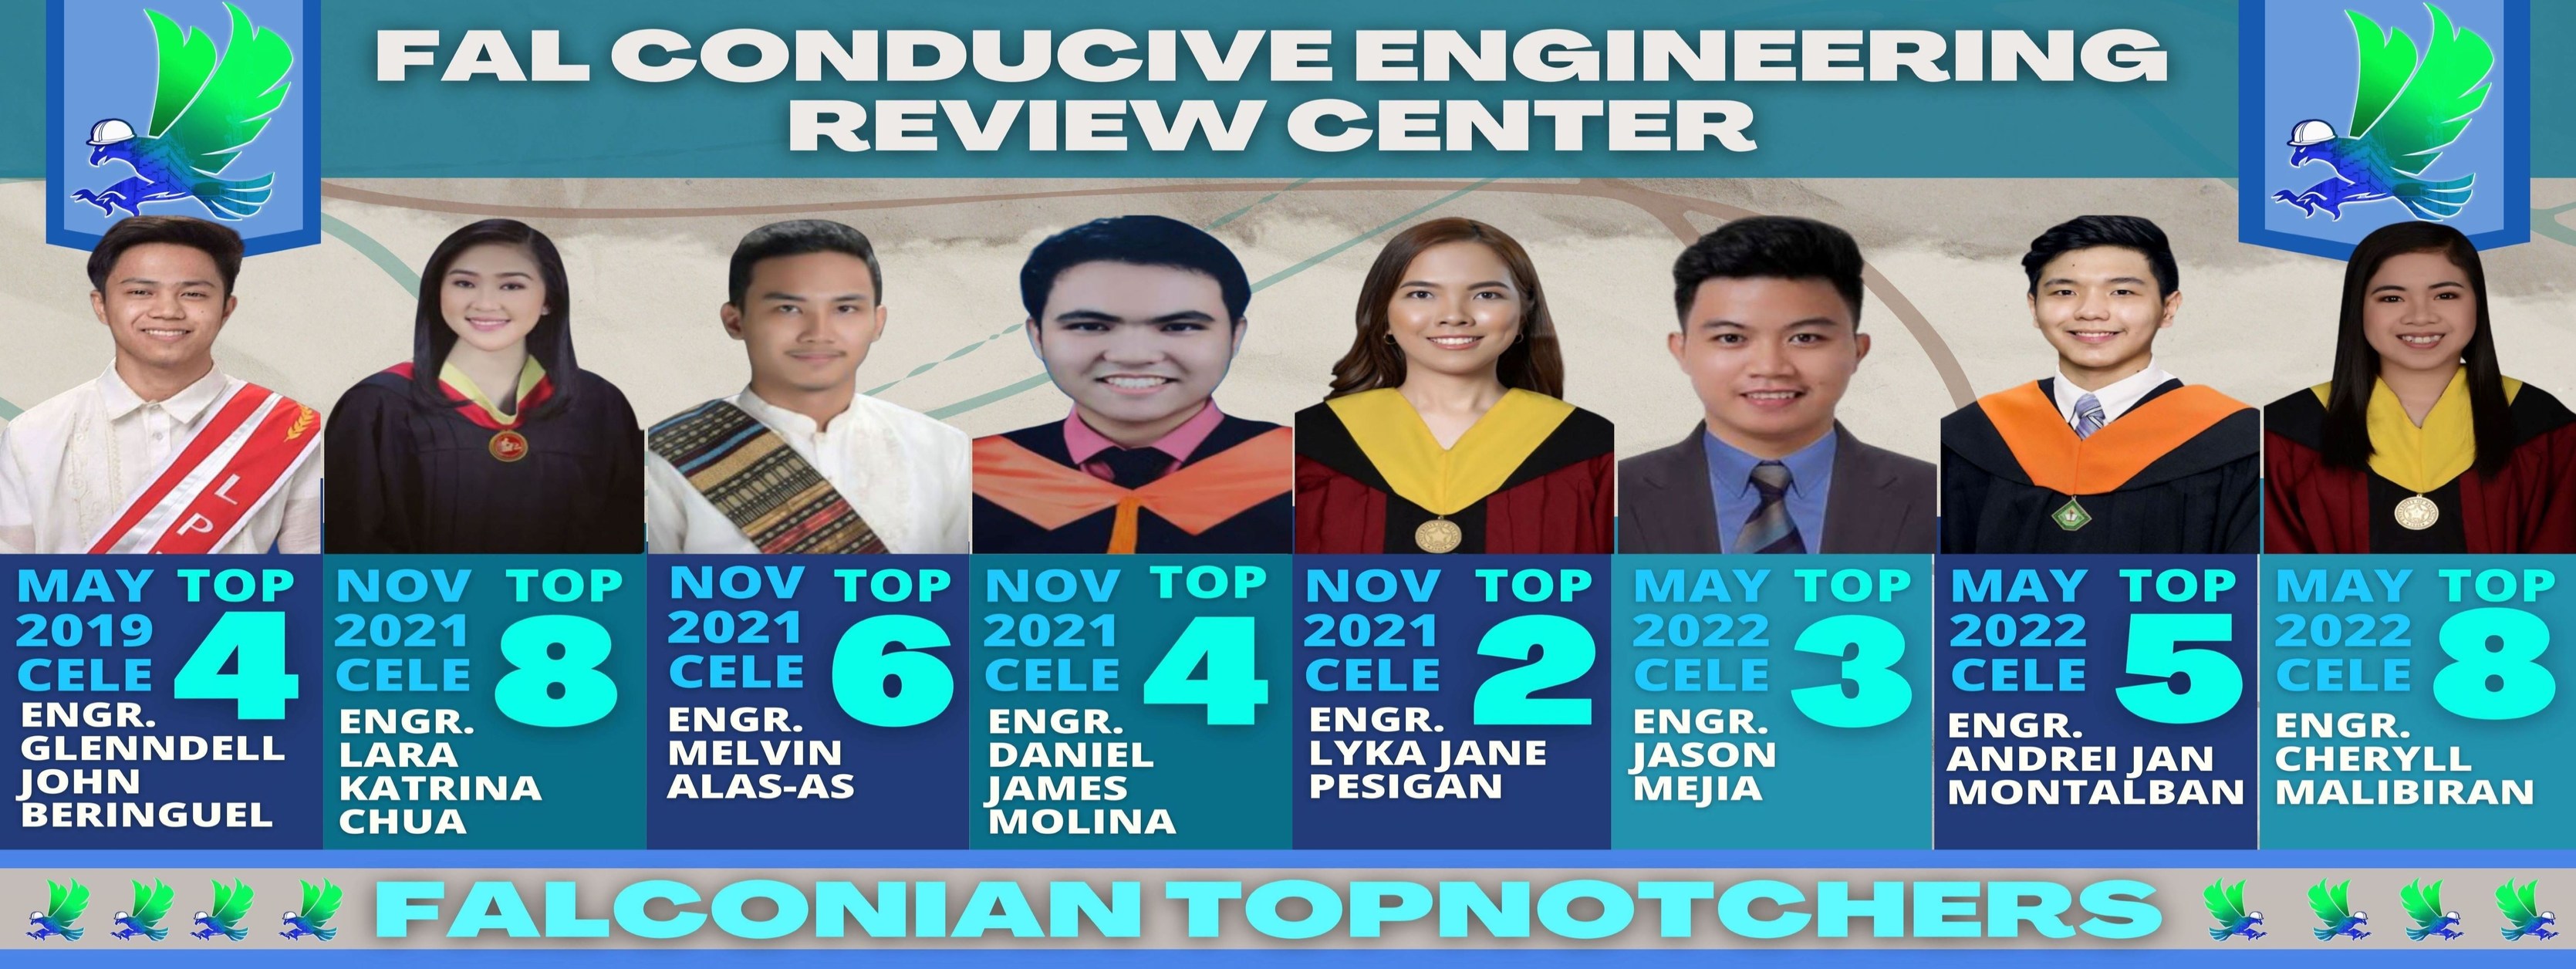 FAL CONDUCIVE ENGINEERING
REVIEW CENTER
L
P
MAY
2019
CELE
TOP
4
ENGR.
GLENNDELL
JOHN
BERINGUEL
NOV
2021
CELE
TOP
8
ENGR.
LARA
KATRINA
CHUA
NOV
2021
CELE
TOP
6
ENGR.
MELVIN
ALAS-AS
NOV
2021
CELE
TOP
4
ENGR.
DANIEL
JAMES
MOLINA
NOV
2021
CELE
TOP
2
ENGR.
LYKA JANE
PESIGAN
MAY
2022
CELE
TOP
3
ENGR.
JASON
MEJIA
MAY
2022
CELE
TOP
5
ENGR.
ANDREI JAN
MONTALBAN
MAY
2022
CELE
TOP
8
ENGR.
CHERYLL
MALIBIRAN
FALCONIAN TOPNOTCHERS